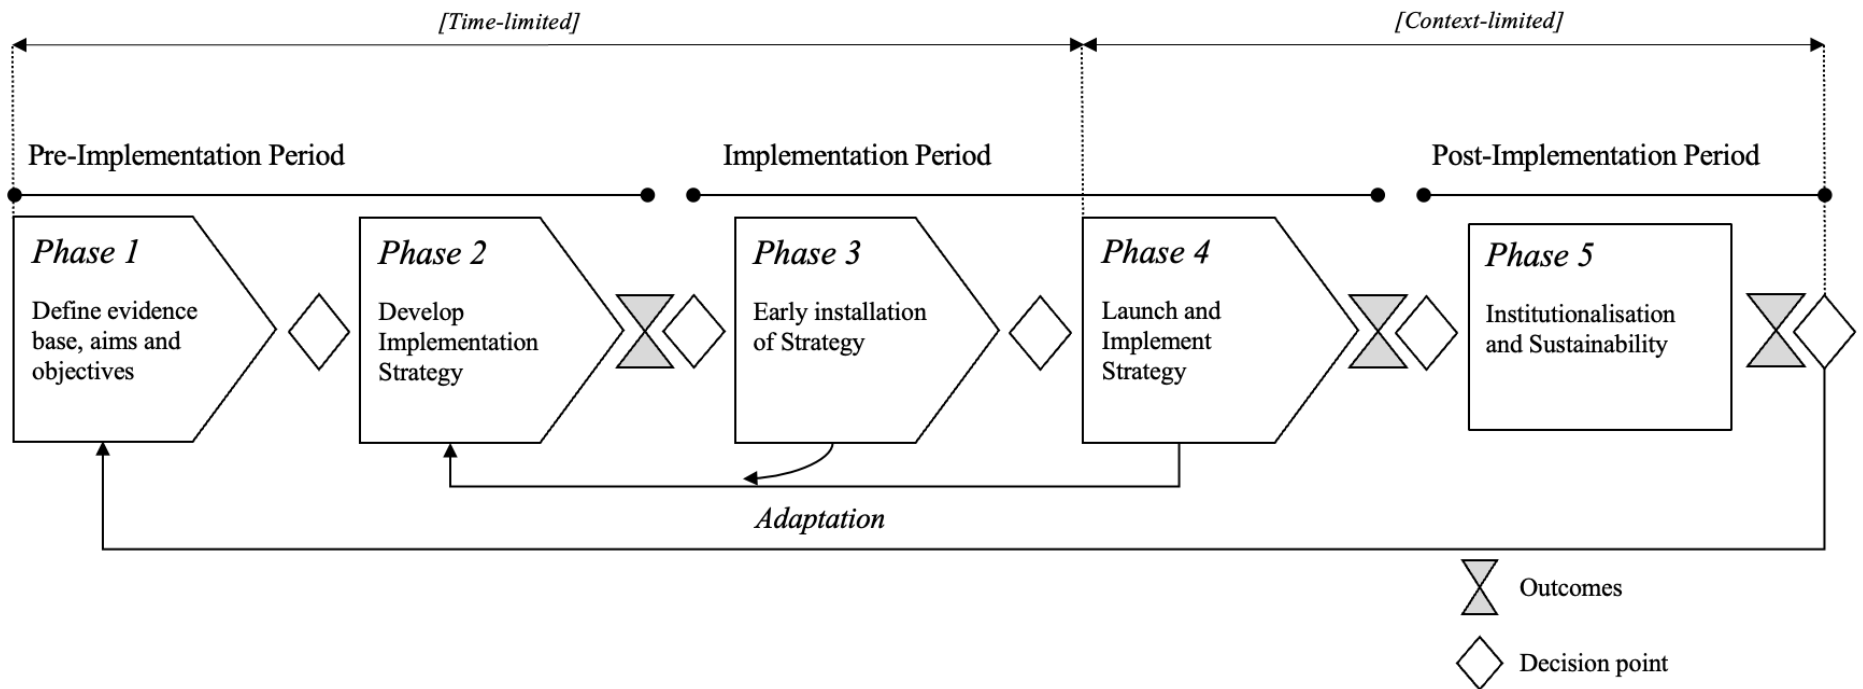 [Time-limited]
[Context-limited]
Pre-Implementation Period
Implementation Period
Post-Implementation Period
Phase 1
Define evidence
base, aims and
objectives
Phase 2
Develop
Implementation
Strategy
Phase 3
Early installation
of Strategy
Phase 4
Launch and
Implement
Strategy
Phase 5
Institutionalisation
and Sustainability
Adaptation
Outcomes
Decision point